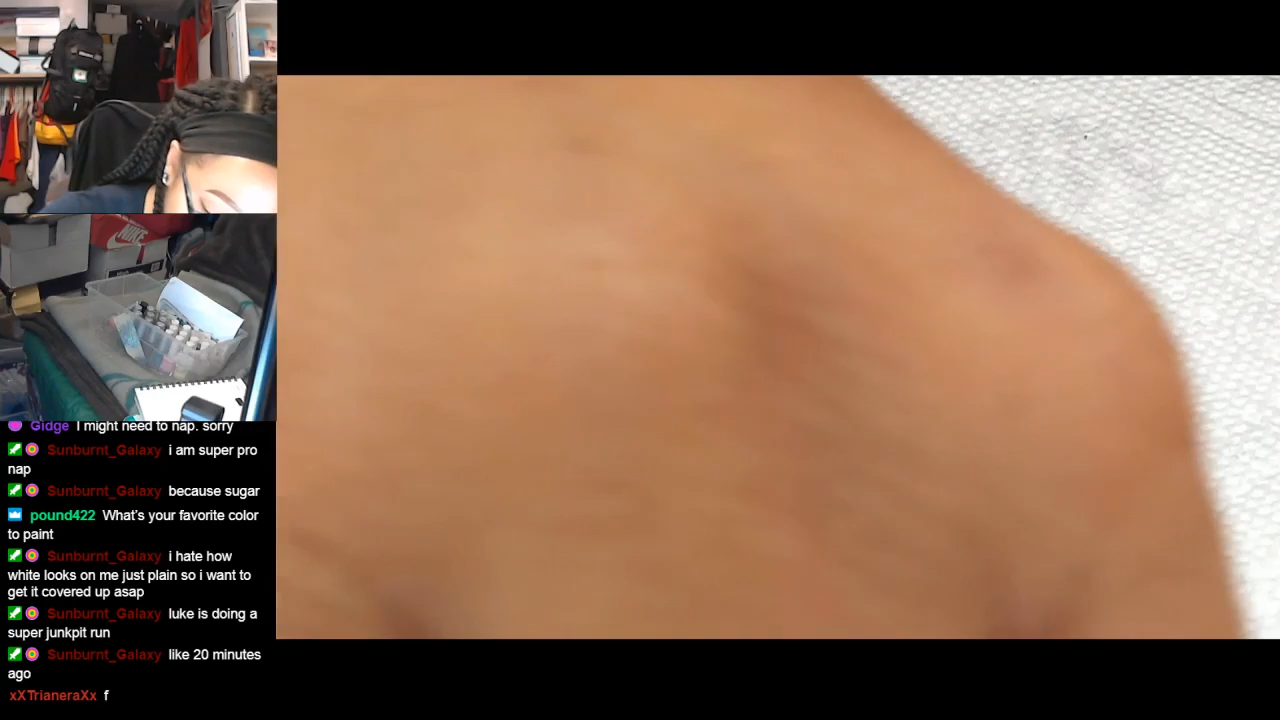 NIKE
Gidge I might need to nap. sorry
Sunburnt_Galaxy i am super pro
nap
Sunburnt_Galaxy because sugar
pound422 What's your favorite color
to paint
Sunburnt_Galaxy i hate how
white looks on me just plain so i want to
get it covered up asap
Sunburnt_Galaxy luke is doing a
super junkpit run
Sunburnt_Galaxy like 20 minutes
ago
xXTrianeraXx f